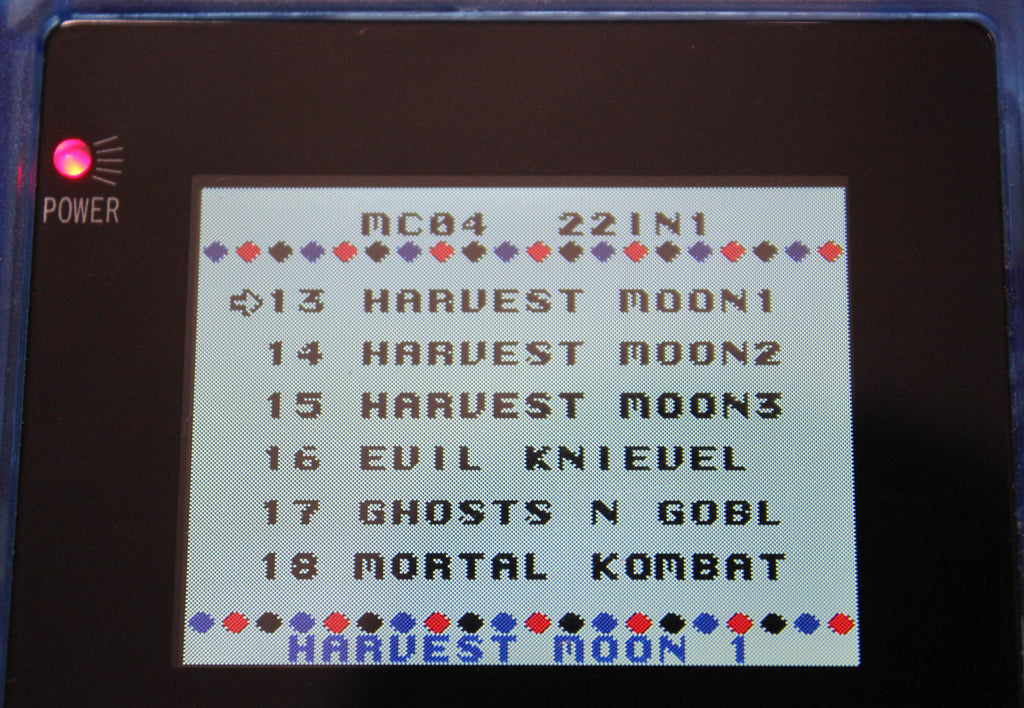 POWER
MC04 22IN1
13 HARVEST MOON1
14 HARVEST MOON2
15 HARVEST MOON3
16 EVIL KNIEVEL
17 GHOSTS N GOBL
18 MORTAL KOMBAT
HARVEST MOON 1